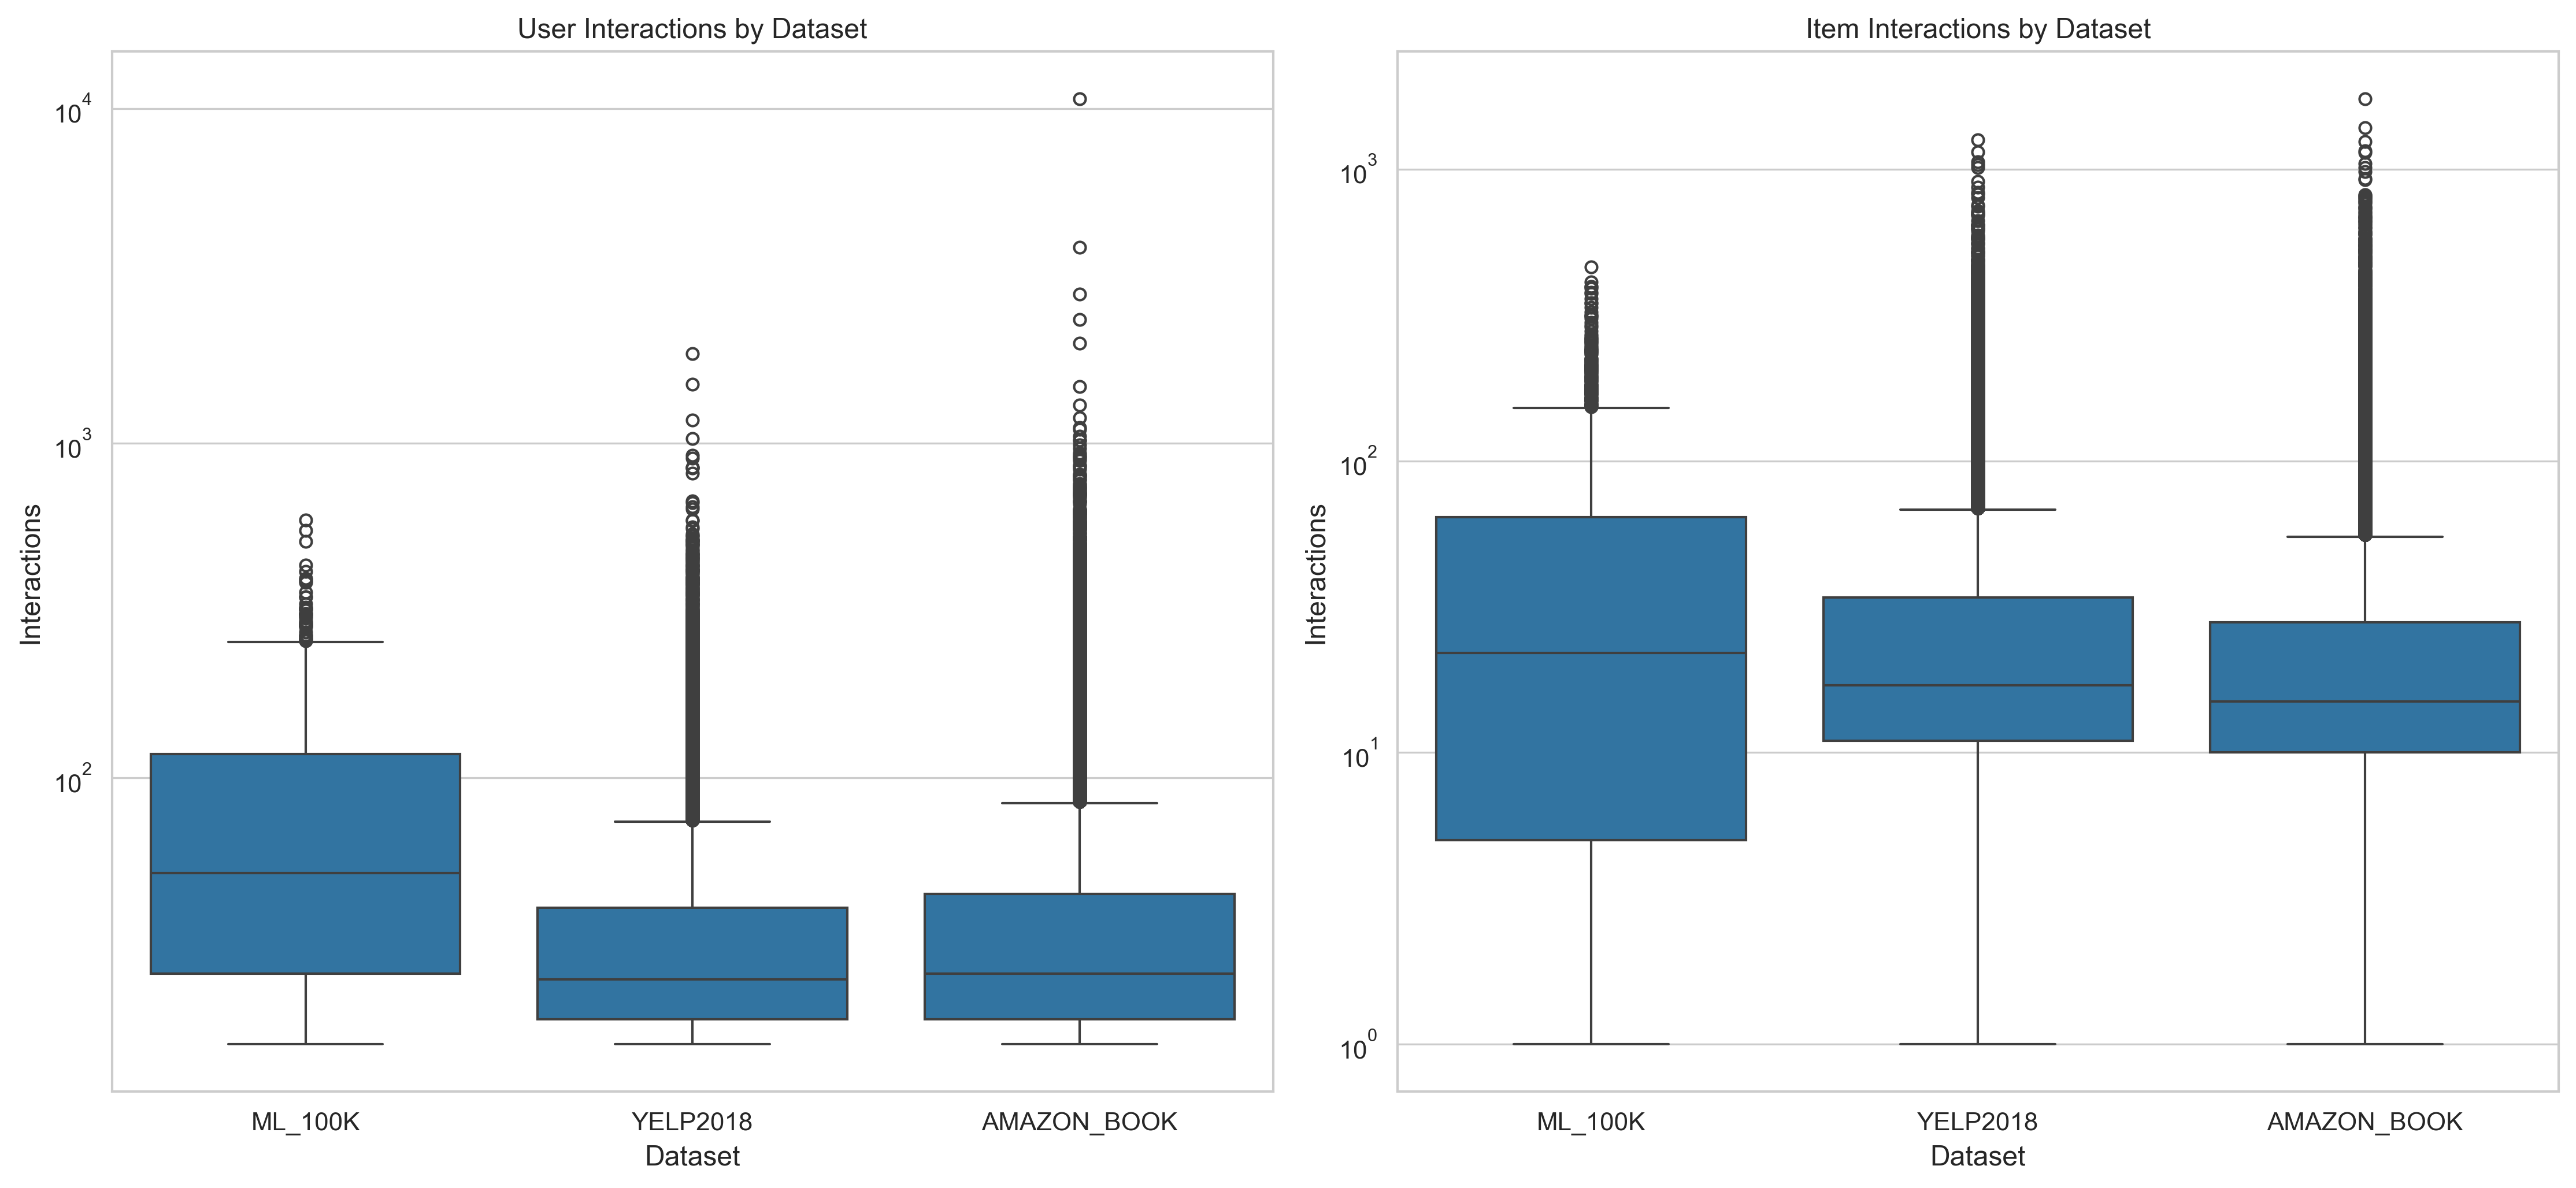 User Interactions by Dataset
10^4
10^3
10^2
Interactions
ML_100K
YELP2018
AMAZON_BOOK
Dataset
Item Interactions by Dataset
10^3
10^2
10^1
10^0
Interactions
ML_100K
YELP2018
AMAZON_BOOK
Dataset